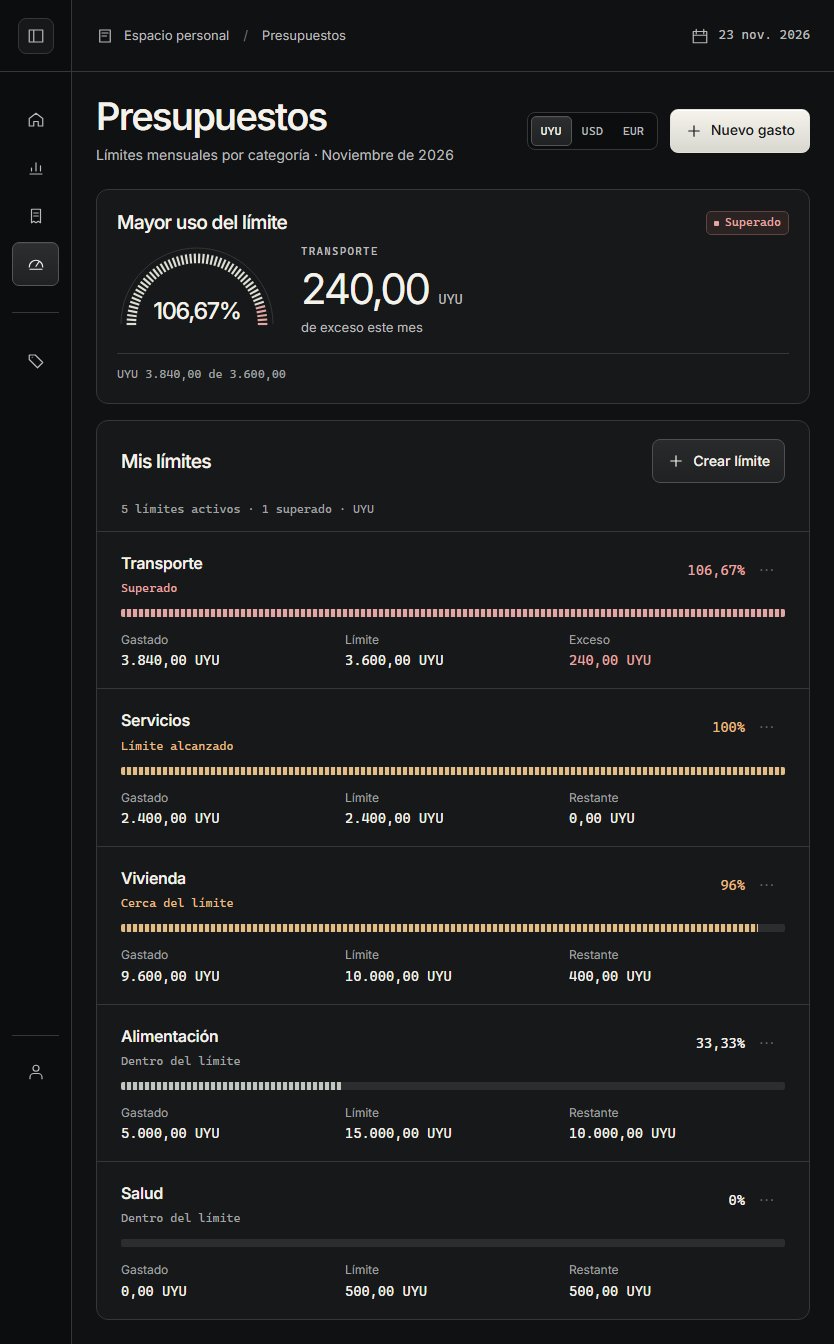 Espacio personal / Presupuestos
23 nov. 2026
Presupuestos
Límites mensuales por categoría · Noviembre de 2026
UYU USD EUR
+ Nuevo gasto
Mayor uso del límite
Superado
106,67%
TRANSPORTE
240,00 UYU
de exceso este mes
UYU 3.840,00 de 3.600,00
Mis límites
+ Crear límite
5 límites activos · 1 superado · UYU
Transporte
106,67% ···
Superado
Gastado Límite Exceso
3.840,00 UYU 3.600,00 UYU 240,00 UYU
Servicios
100% ···
Límite alcanzado
Gastado Límite Restante
2.400,00 UYU 2.400,00 UYU 0,00 UYU
Vivienda
96% ···
Cerca del límite
Gastado Límite Restante
9.600,00 UYU 10.000,00 UYU 400,00 UYU
Alimentación
33,33% ···
Dentro del límite
Gastado Límite Restante
5.000,00 UYU 15.000,00 UYU 10.000,00 UYU
Salud
0% ···
Dentro del límite
Gastado Límite Restante
0,00 UYU 500,00 UYU 500,00 UYU